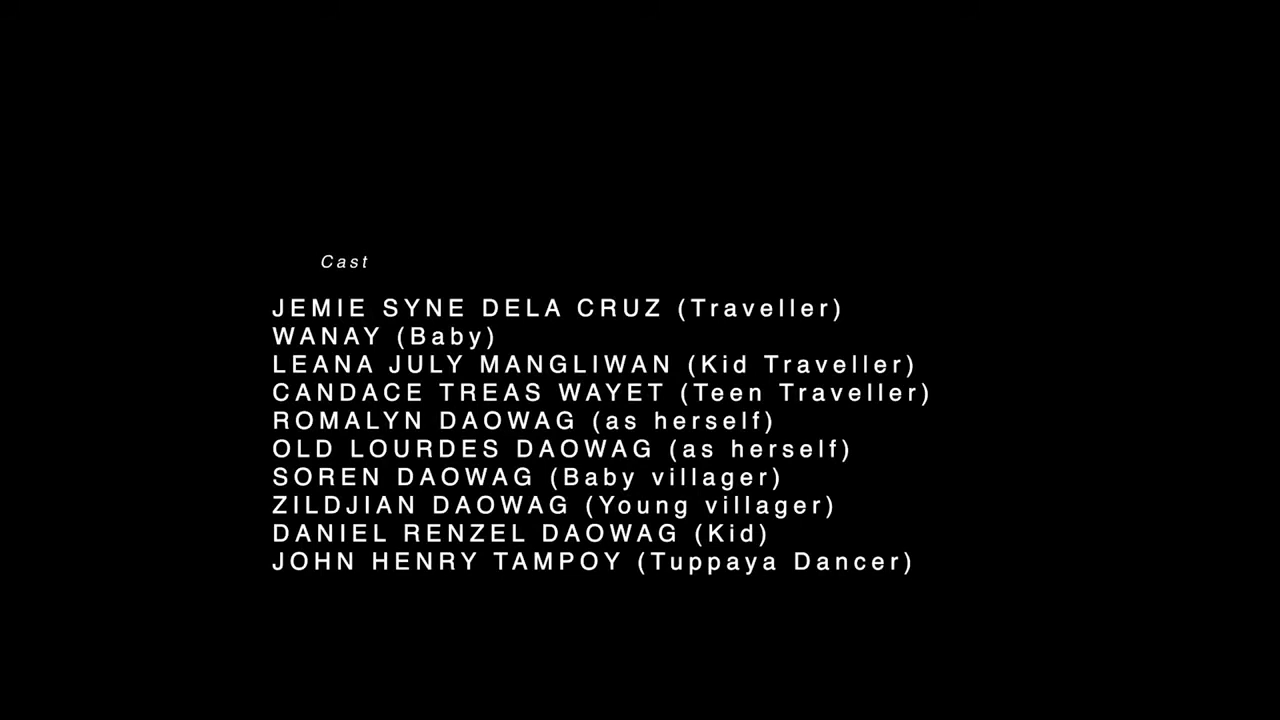 Cast
JEMIE SYNE DELA CRUZ (Traveller)
WANAY (Baby)
LEANA JULY MANGLIWAN (Kid Traveller)
CANDACE TREAS WAYET (Teen Traveller)
ROMALYN DAOWAG (as herself)
OLD LOURDES DAOWAG (as herself)
SOREN DAOWAG (Baby villager)
ZILDJIAN DAOWAG (Young villager)
DANIEL RENZEL DAOWAG (Kid)
JOHN HENRY TAMPOY (Tuppaya Dancer)